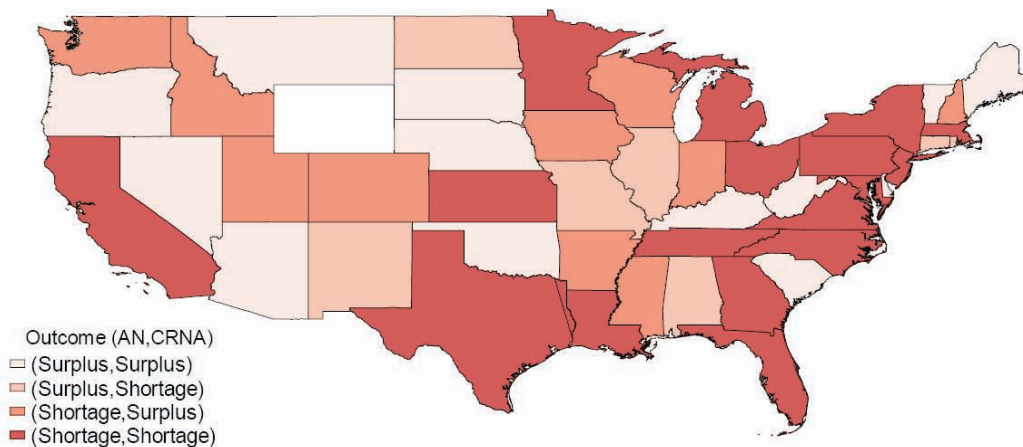 Outcome (AN,CRNA)
(Surplus,Surplus)
(Surplus,Shortage)
(Shortage,Surplus)
(Shortage,Shortage)